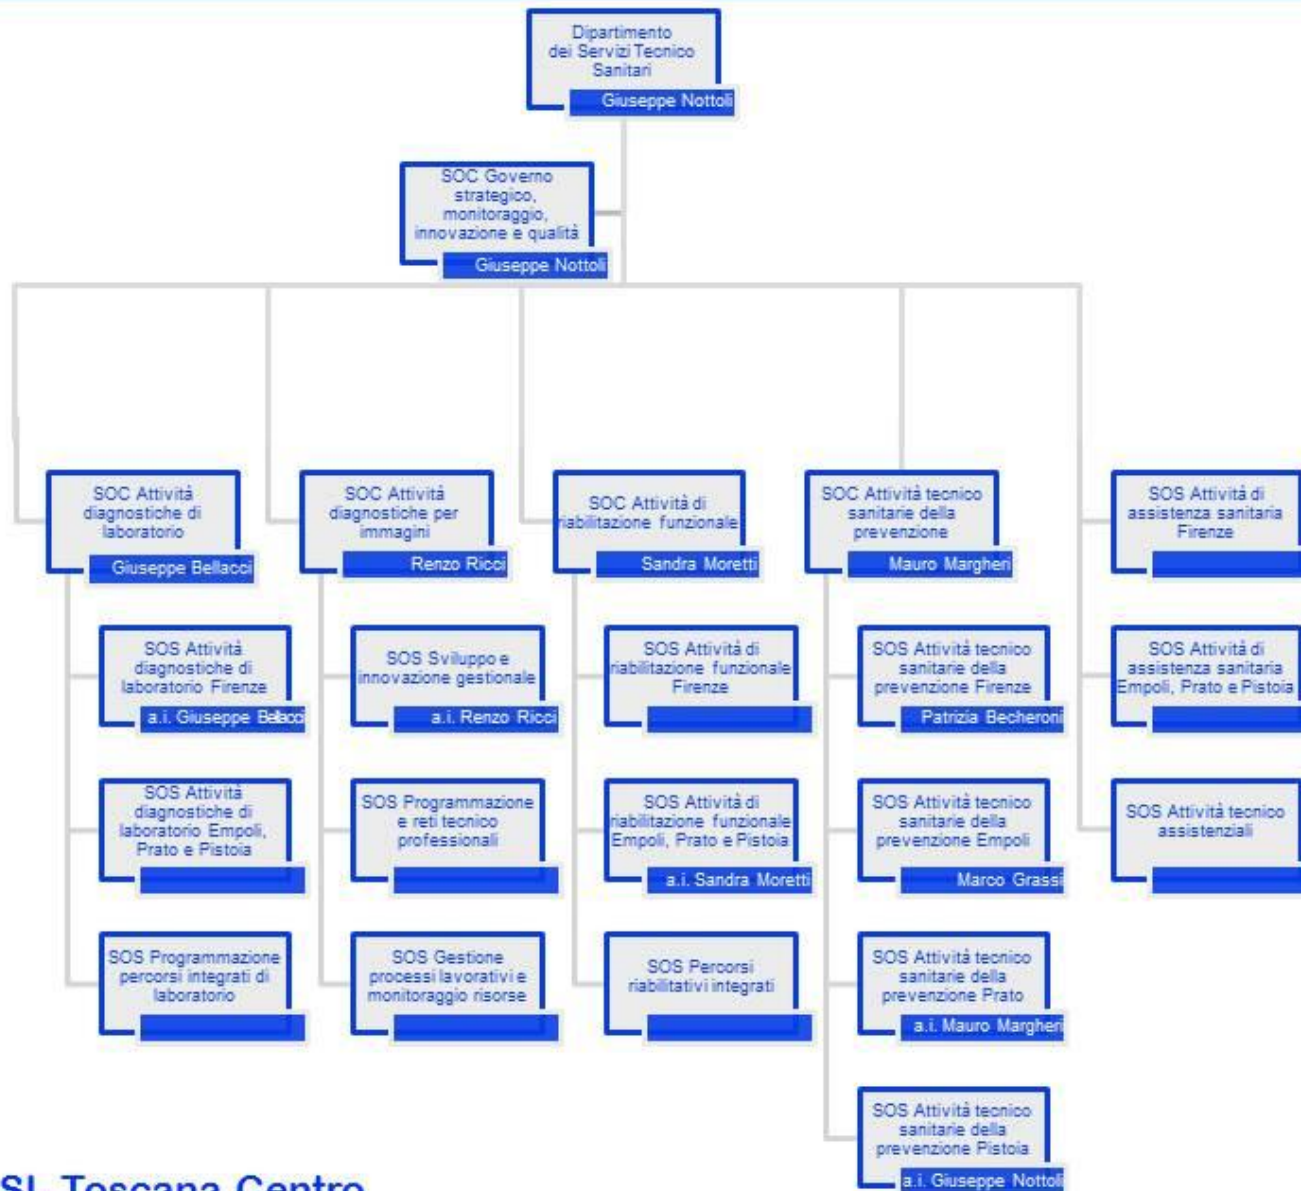 Dipartimento
dei Servizi Tecnico
Sanitari
Giuseppe Nottoli
SOC Governo
strategico,
monitoraggio,
innovazione e qualità
Giuseppe Nottoli
SOC Attività
diagnostiche di
laboratorio
Giuseppe Bellacci
SOC Attività
diagnostiche per
immagini
Renzo Ricci
SOC Attività di
riabilitazione funzionale
Sandra Moretti
SOC Attività tecnico
sanitarie della
prevenzione
Mauro Margheri
SOS Attività di
assistenza sanitaria
Firenze
SOS Attività
diagnostiche di
laboratorio Firenze
a.i. Giuseppe Bellacci
SOS Sviluppo e
innovazione gestionale
a.i. Renzo Ricci
SOS Attività di
riabilitazione funzionale
Firenze
SOS Attività tecnico
sanitarie della
prevenzione Firenze
Patrizia Becheroni
SOS Attività di
assistenza sanitaria
Empoli, Prato e Pistoia
SOS Attività
diagnostiche di
laboratorio Empoli,
Prato e Pistoia
SOS Programmazione
e reti tecnico
professionali
SOS Attività di
riabilitazione funzionale
Empoli, Prato e Pistoia
a.i. Sandra Moretti
SOS Attività tecnico
sanitarie della
prevenzione Empoli
Marco Grassi
SOS Attività tecnico
assistenziali
SOS Programmazione
percorsi integrati di
laboratorio
SOS Gestione
processi lavorativi e
monitoraggio risorse
SOS Percorsi
riabilitativi integrati
SOS Attività tecnico
sanitarie della
prevenzione Prato
a.i. Mauro Margheri
SOS Attività tecnico
sanitarie della
prevenzione Pistoia
a.i. Giuseppe Nottoli
SL Toscana Centro